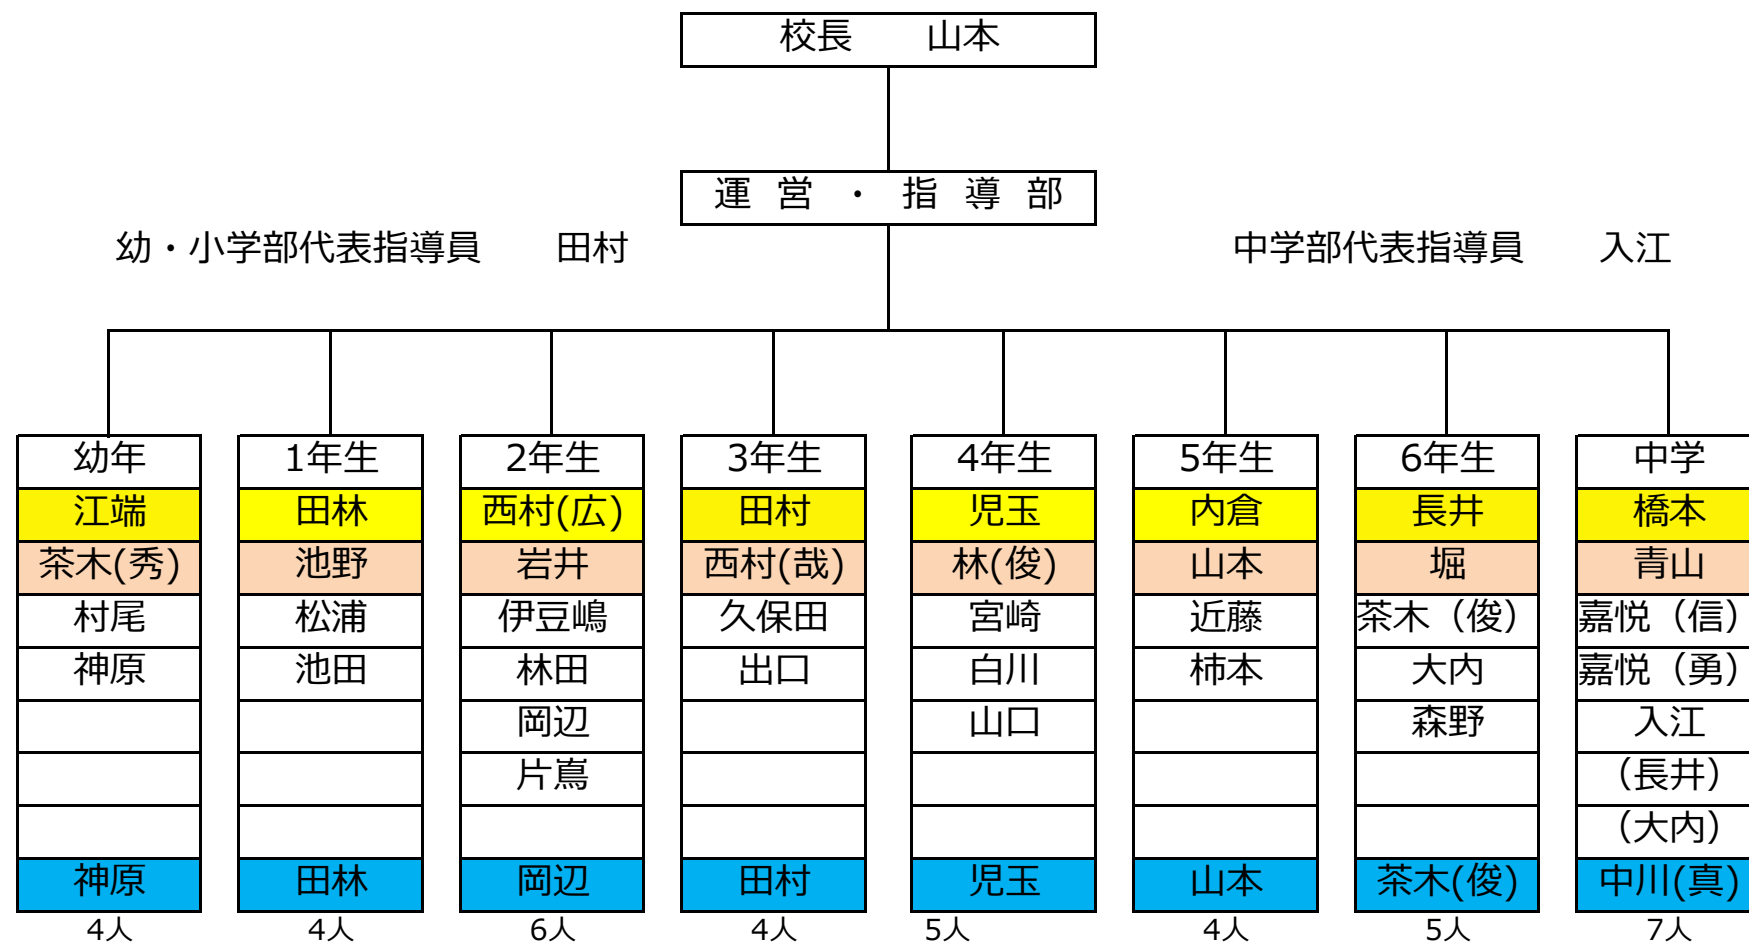 校長 山本
運営・指導部
幼・小学部代表指導員 田村 中学部代表指導員 入江
幼年 1年生 2年生 3年生 4年生 5年生 6年生 中学
江端 田林 西村(広) 田村 児玉 内倉 長井 橋本
茶木(秀) 池野 岩井 西村(哉) 林(俊) 山本 堀 青山
村尾 松浦 伊豆嶋 久保田 宮崎 近藤 茶木（俊） 嘉悦（信）
神原 池田 林田 出口 白川 柿本 大内 嘉悦（勇）
岡辺 山口 森野 入江
片嶌 （長井）
（大内）
神原 田林 岡辺 田村 児玉 山本 茶木(俊) 中川(真)
4人 4人 6人 4人 5人 4人 5人 7人